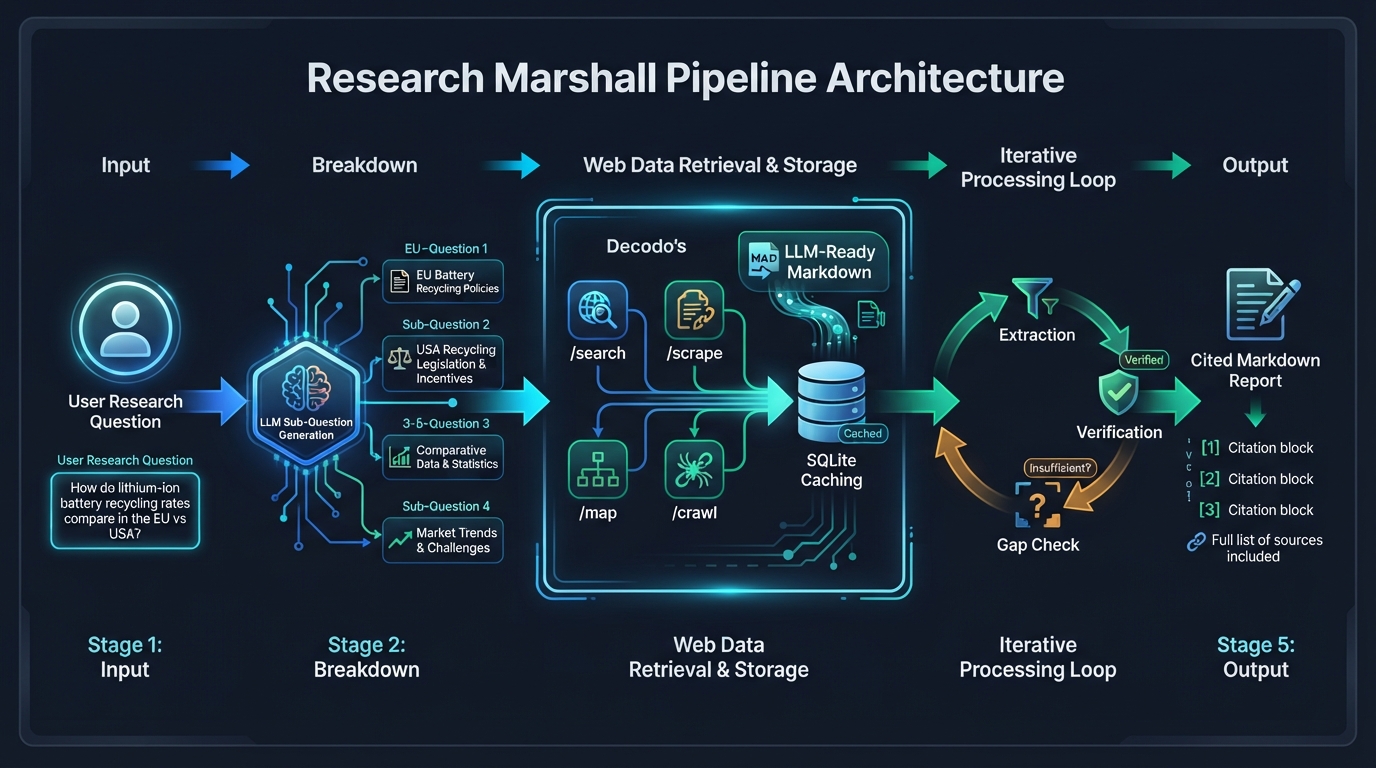 Research Marshall Pipeline Architecture
Input
Breakdown
Web Data Retrieval & Storage
Iterative
Processing Loop
Output
User Research
Question
User Research Question
How do lithium-ion
battery recycling rates
compare in the EU vs
USA?
LLM Sub-Question
Generation
EU-Question 1
EU Battery
Recycling Policies
Sub-Question 2
USA Recycling
Legislation &
Incentives
3-5-Question 3
Comparative
Data & Statistics
Sub-Question 4
Market Trends
& Challenges
Decodo's
/search
/scrape
/map
/crawl
MAD
LLM-Ready
Markdown
Cached
SQLite
Caching
Extraction
Verified
Verification
Insufficient?
?
Gap Check
Cited Markdown
Report
[1] Citation block
[2] Citation block
[3] Citation block
Full list of sources
included
Stage 1:
Input
Stage 2:
Breakdown
Web Data
Retrieval & Storage
Iterative
Processing Loop
Stage 5:
Output